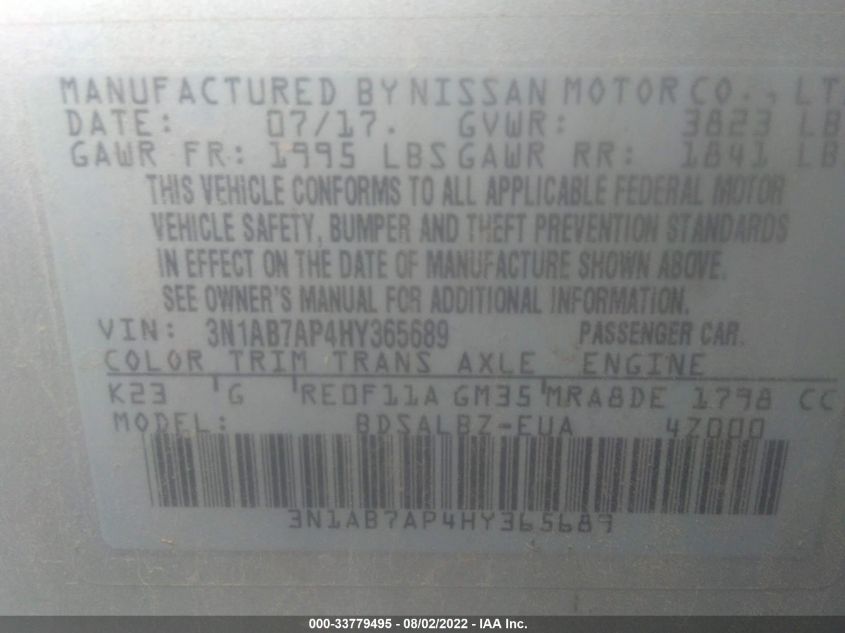 MANUFACTURED BY NISSAN MOTOR CO., LT
DATE: 07/17. GVWR: 3823 LB
GAWR FR: 1995 LBS GAWR RR: 1841 LB
THIS VEHICLE CONFORMS TO ALL APPLICABLE FEDERAL MOTOR
VEHICLE SAFETY, BUMPER AND THEFT PREVENTION STANDARDS
IN EFFECT ON THE DATE OF MANUFACTURE SHOWN ABOVE.
SEE OWNER'S MANUAL FOR ADDITIONAL INFORMATION.
VIN: 3N1AB7AP4HY365689 PASSENGER CAR
COLOR TRIM TRANS AXLE ENGINE
K23 G RE0F11A GM35 MRA8DE 1798 CC
MODEL: BDSALBZ-EUA 4Z000
3N1AB7AP4HY365689
000-33779495 - 08/02/2022 - IAA Inc.